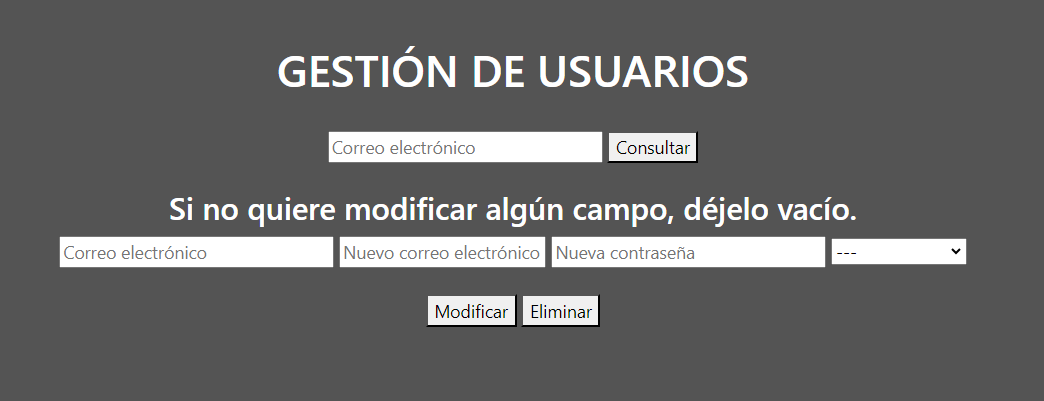 GESTIÓN DE USUARIOS
Correo electrónico Consultar
Si no quiere modificar algún campo, déjelo vacío.
Correo electrónico Nuevo correo electrónico Nueva contraseña ---
Modificar Eliminar